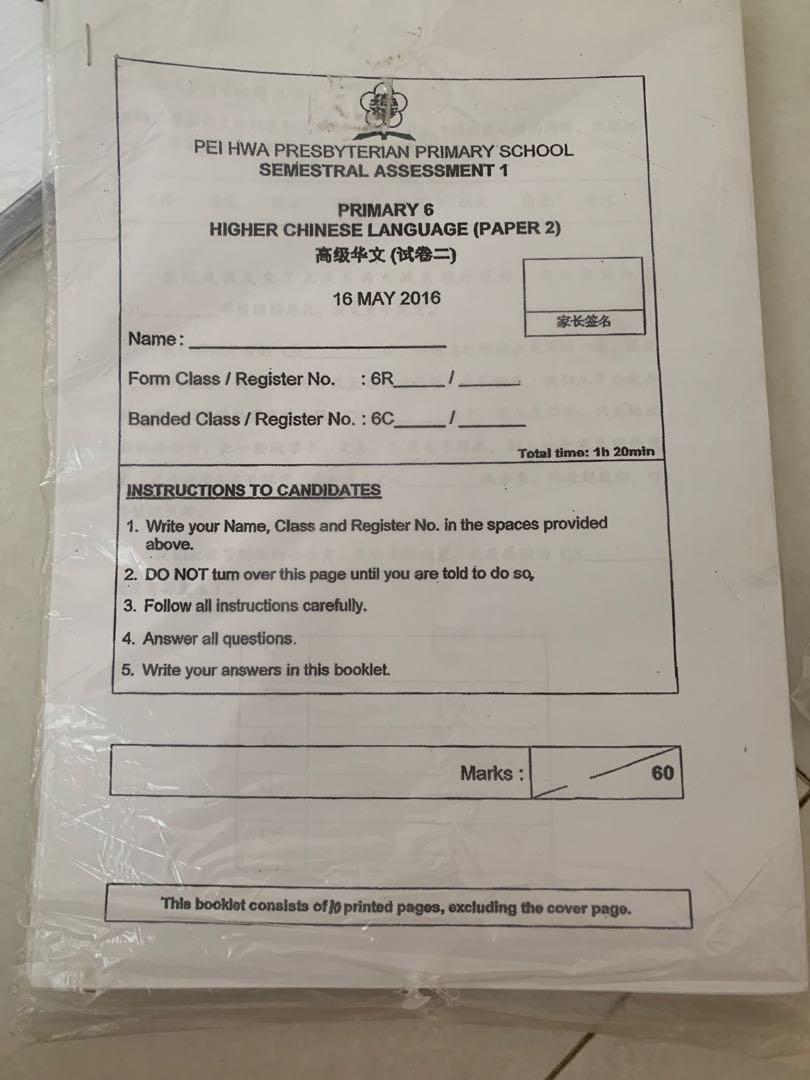 PEI HWA PRESBYTERIAN PRIMARY SCHOOL
SEMESTRAL ASSESSMENT 1
PRIMARY 6
HIGHER CHINESE LANGUAGE (PAPER 2)
高级华文 (试卷二)
16 MAY 2016
家长签名
Name:
Form Class / Register No. : 6R_____/_____
Banded Class / Register No. : 6C_____/_____
Total time: 1h 20min
INSTRUCTIONS TO CANDIDATES
1. Write your Name, Class and Register No. in the spaces provided
above.
2. DO NOT turn over this page until you are told to do so.
3. Follow all instructions carefully.
4. Answer all questions.
5. Write your answers in this booklet.
Marks : 60
This booklet consists of 10 printed pages, excluding the cover page.